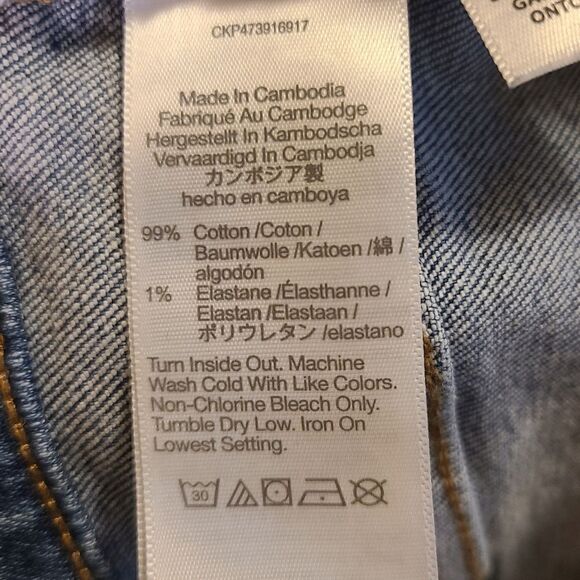 CKP473916917
GA
ONTO
Made In Cambodia
Fabriqué Au Cambodge
Hergestellt In Kambodscha
Vervaardigd In Cambodja
カンボジア製
hecho en camboya
99% Cotton /Coton /
Baumwolle /Katoen /綿 /
algodón
1% Elastane /Élasthanne /
Elastan /Elastaan /
ポリウレタン /elastano
Turn Inside Out. Machine
Wash Cold With Like Colors.
Non-Chlorine Bleach Only.
Tumble Dry Low. Iron On
Lowest Setting.
30